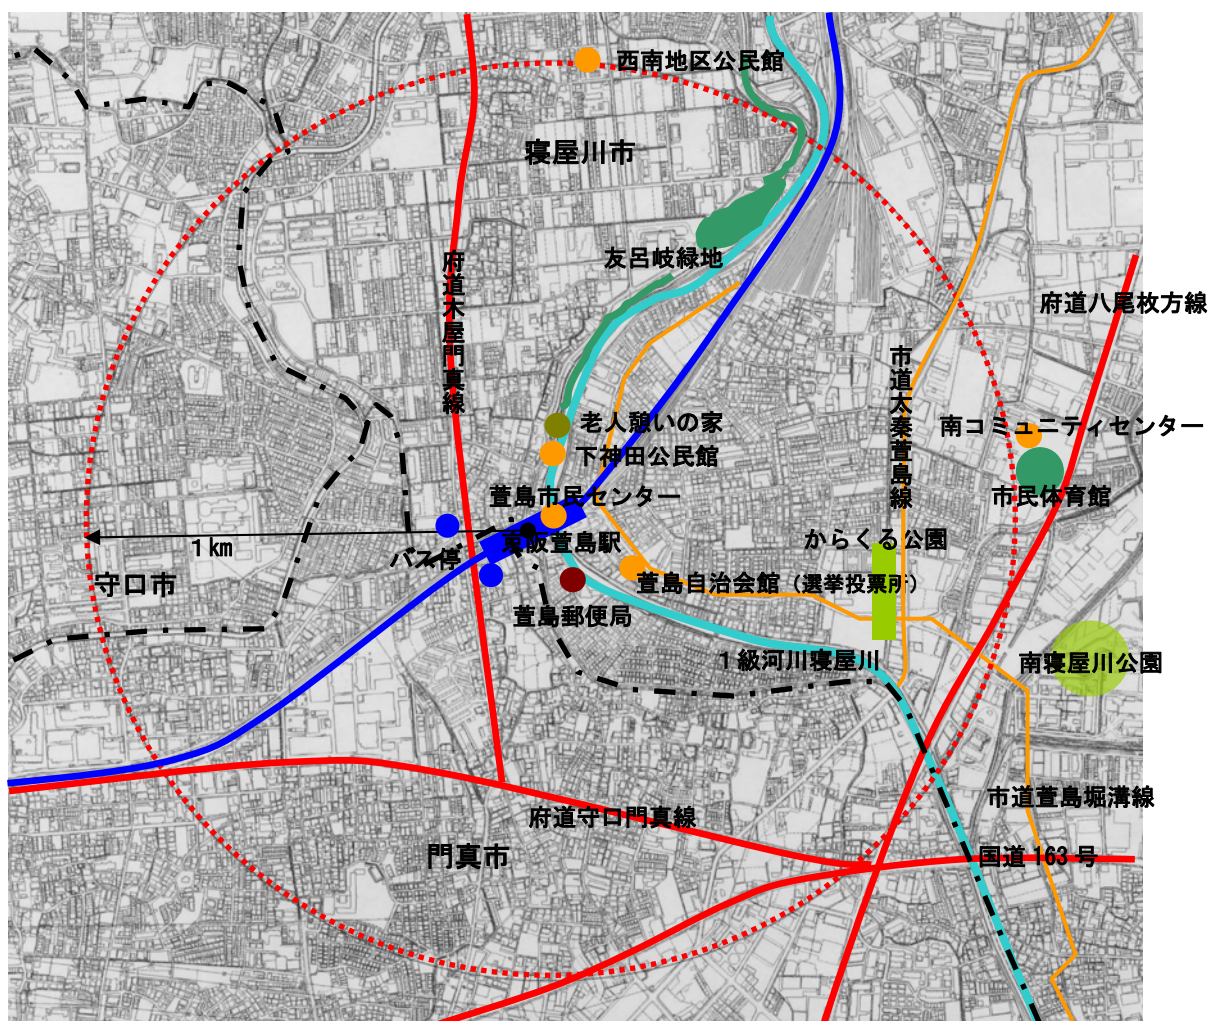 西南地区公民館
寝屋川市
友呂岐緑地
府道木屋門真線
府道八尾枚方線
市道太秦萱島線
老人憩いの家
南コミュニティセンター
下神田公民館
萱島市民センター
市民体育館
京阪萱島駅
からくる公園
1km
バス停
守口市
萱島自治会館（選挙投票所）
萱島郵便局
1級河川寝屋川
南寝屋川公園
市道萱島堀溝線
府道守口門真線
門真市
国道163号